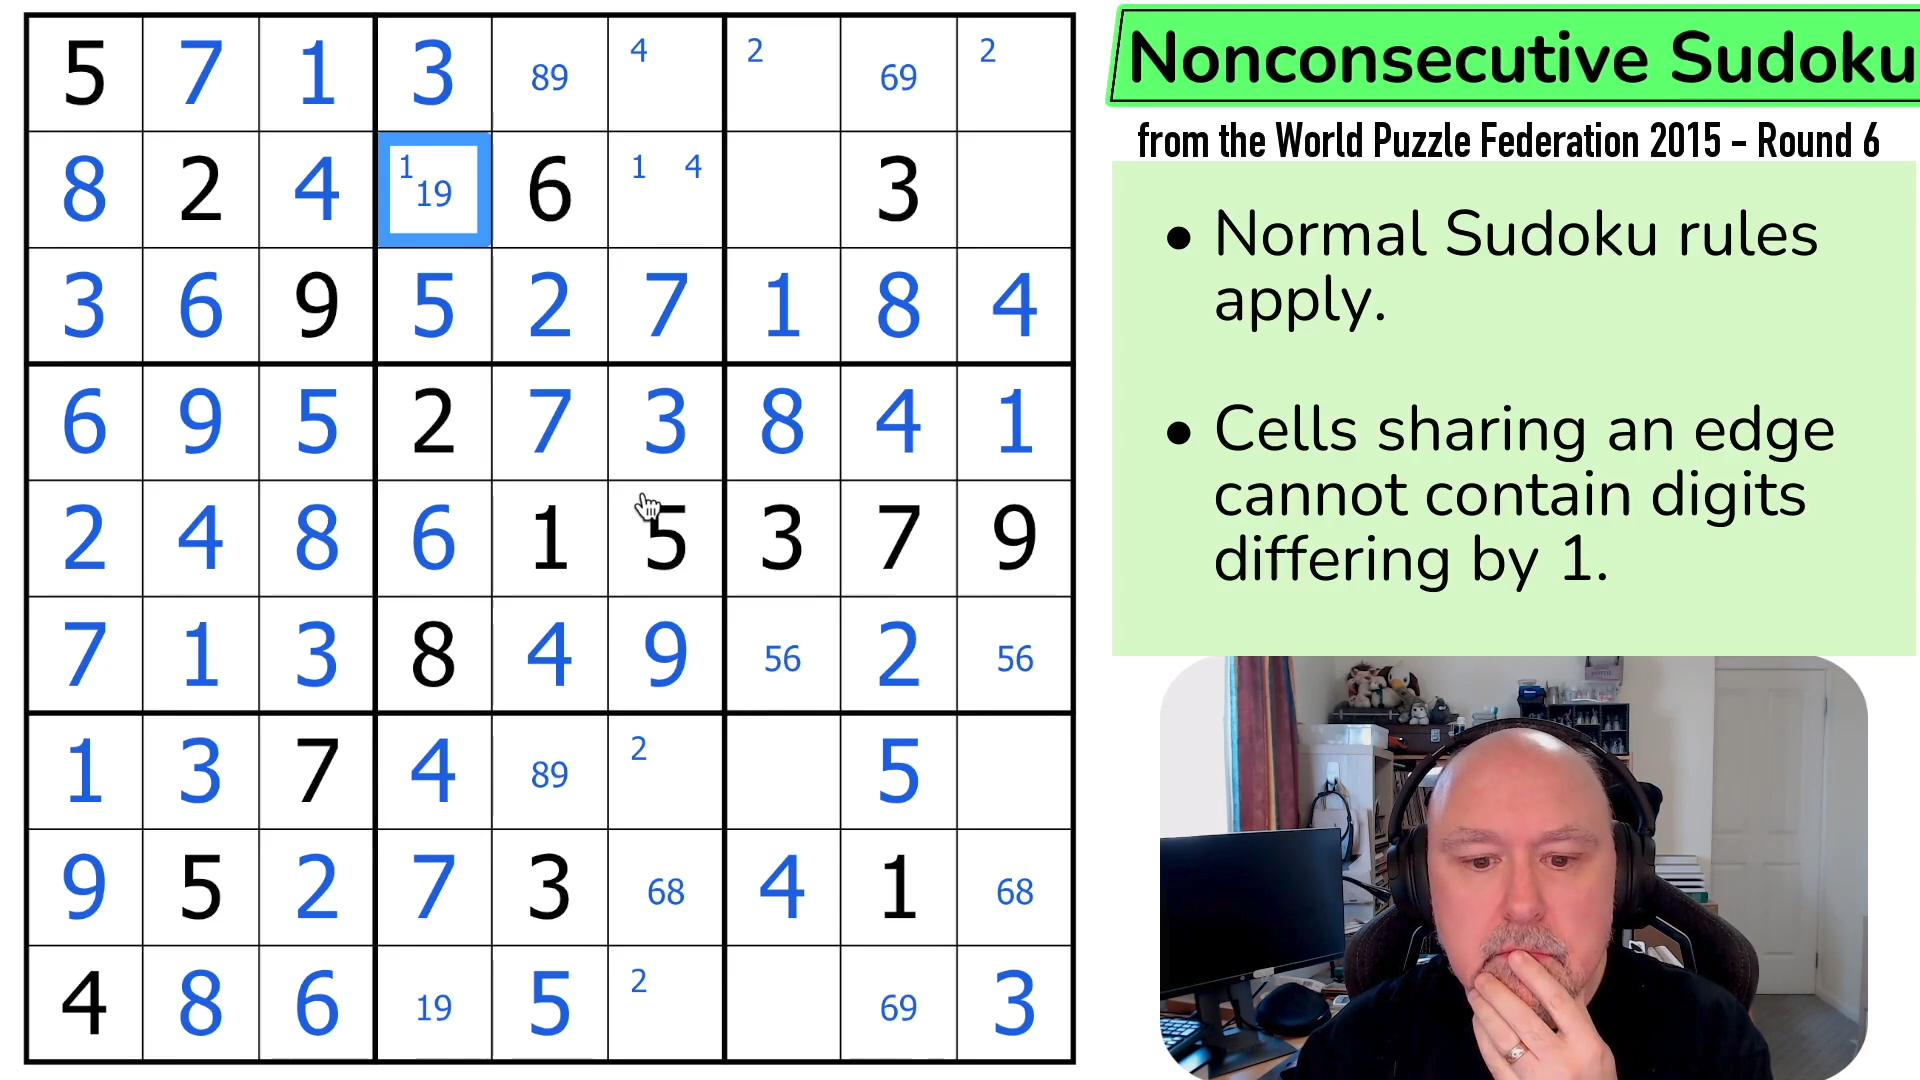 5 7 1 3 89 4 2 69 2
8 2 4 1 19 6 1 4 3
3 6 9 5 2 7 1 8 4
6 9 5 2 7 3 8 4 1
2 4 8 6 1 5 3 7 9
7 1 3 8 4 9 56 2 56
1 3 7 4 89 2 5
9 5 2 7 3 68 4 1 68
4 8 6 19 5 2 69 3
Nonconsecutive Sudoku
from the World Puzzle Federation 2015 - Round 6
• Normal Sudoku rules
apply.
• Cells sharing an edge
cannot contain digits
differing by 1.